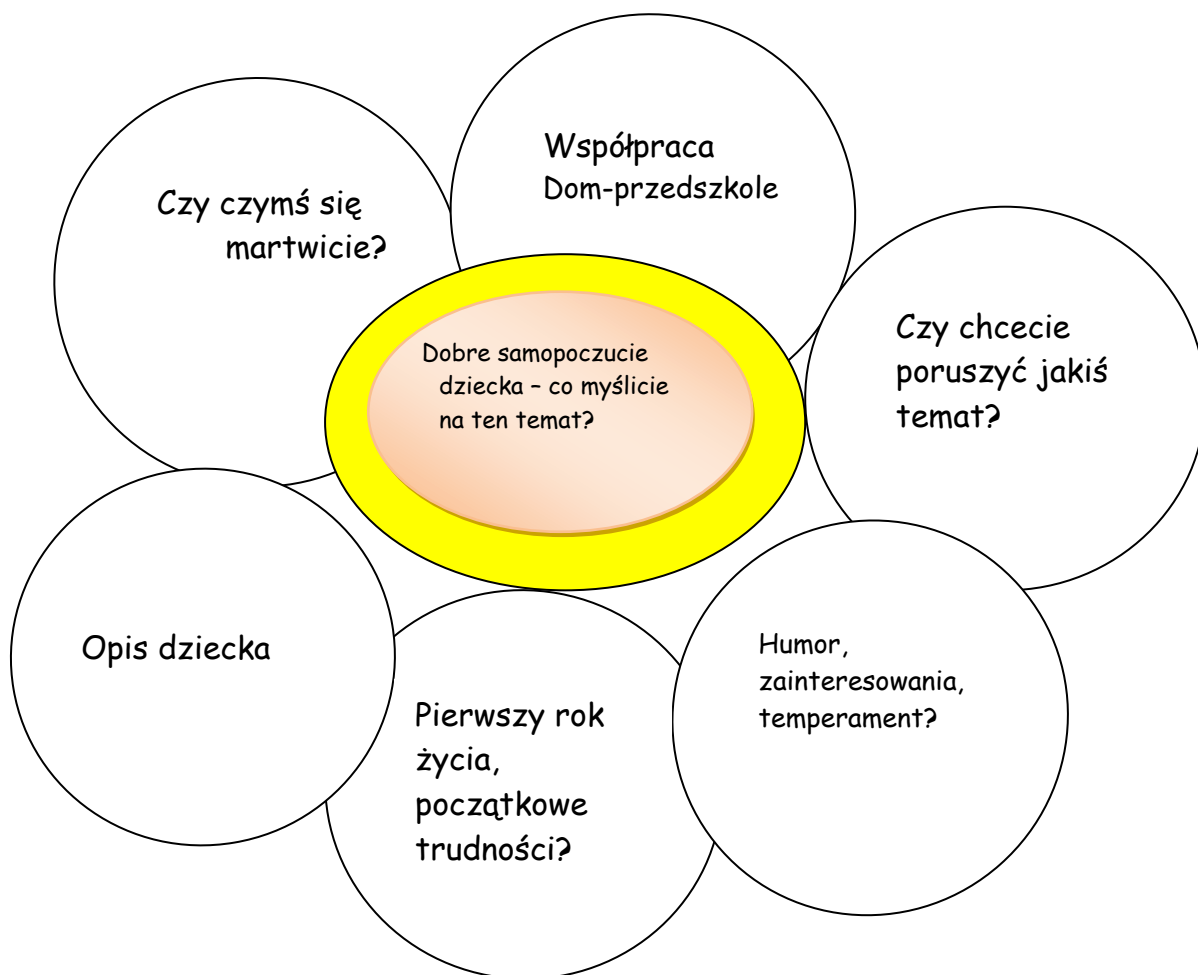 Współpraca
Dom-przedszkole
Czy czymś się
martwicie?
Czy chcecie
poruszyć jakiś
temat?
Dobre samopoczucie
dziecka – co myślicie
na ten temat?
Opis dziecka
Humor,
zainteresowania,
temperament?
Pierwszy rok
życia,
początkowe
trudności?